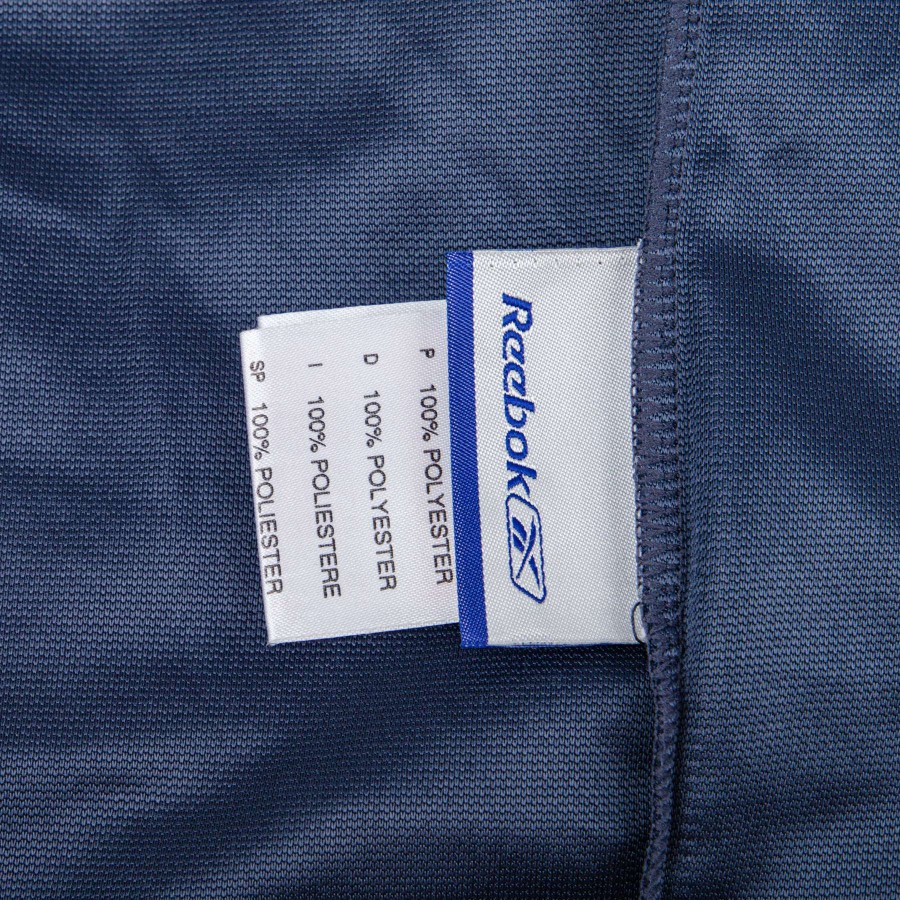 Reebok
P 100% POLYESTER
D 100% POLYESTER
I 100% POLIESTERE
SP 100% POLIESTER